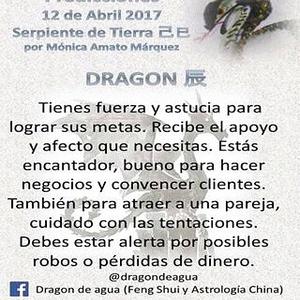 12 de Abril 2017
Serpiente de Tierra 己巳
por Mónica Amato Márquez
DRAGON 辰
Tienes fuerza y astucia para
lograr sus metas. Recibe el apoyo
y afecto que necesitas. Estás
encantador, bueno para hacer
negocios y convencer clientes.
También para atraer a una pareja,
cuidado con las tentaciones.
Debes estar alerta por posibles
robos o pérdidas de dinero.
@dragondeagua
f Dragon de agua (Feng Shui y Astrología China)